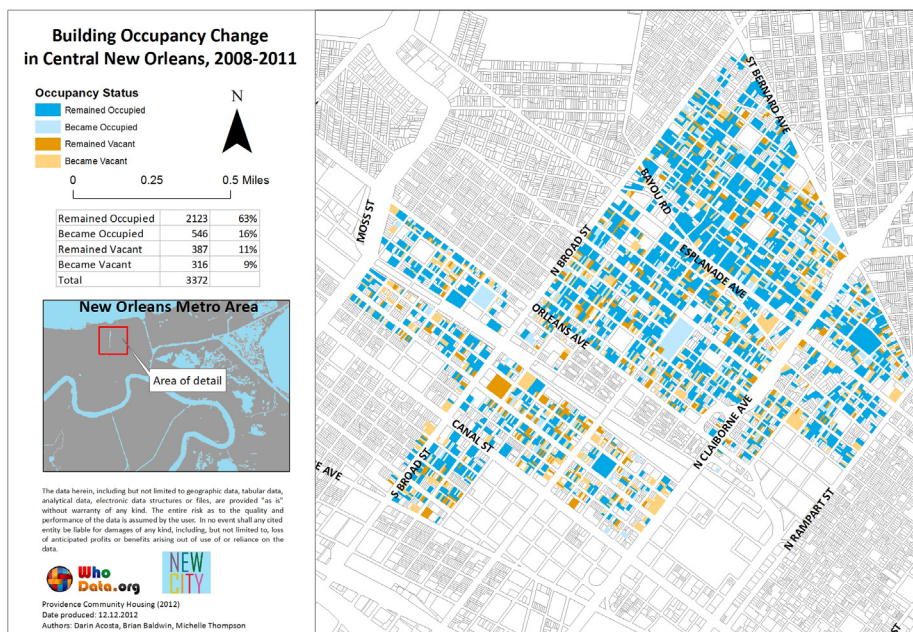 Building Occupancy Change
in Central New Orleans, 2008-2011
Occupancy Status
Remained Occupied
Became Occupied
Remained Vacant
Became Vacant
N
0 0.25 0.5 Miles
Remained Occupied 2123 63%
Became Occupied 546 16%
Remained Vacant 387 11%
Became Vacant 316 9%
Total 3372
New Orleans Metro Area
Area of detail
The data herein, including but not limited to geographic data, tabular data,
analytical data, electronic data structures or files, are provided "as is"
without warranty of any kind. The entire risk as to the quality and
performance of the data is assumed by the user. In no event shall any cited
entity be liable for damages of any kind, including, but not limited to, loss
of anticipated profits or benefits arising out of use of or reliance on the
data.
Who
Data.org
NEW
CITY
Providence Community Housing (2012)
Date produced: 12.12.2012
Authors: Darin Acosta, Brian Baldwin, Michelle Thompson
ST BERNARD AVE
BAYOU RD
MOSS ST
N BROAD ST
ESPLANADE AVE
ORLEANS AVE
CANAL ST
S BROAD ST
E AVE
N CLAIBORNE AVE
N RAMPART ST
ST